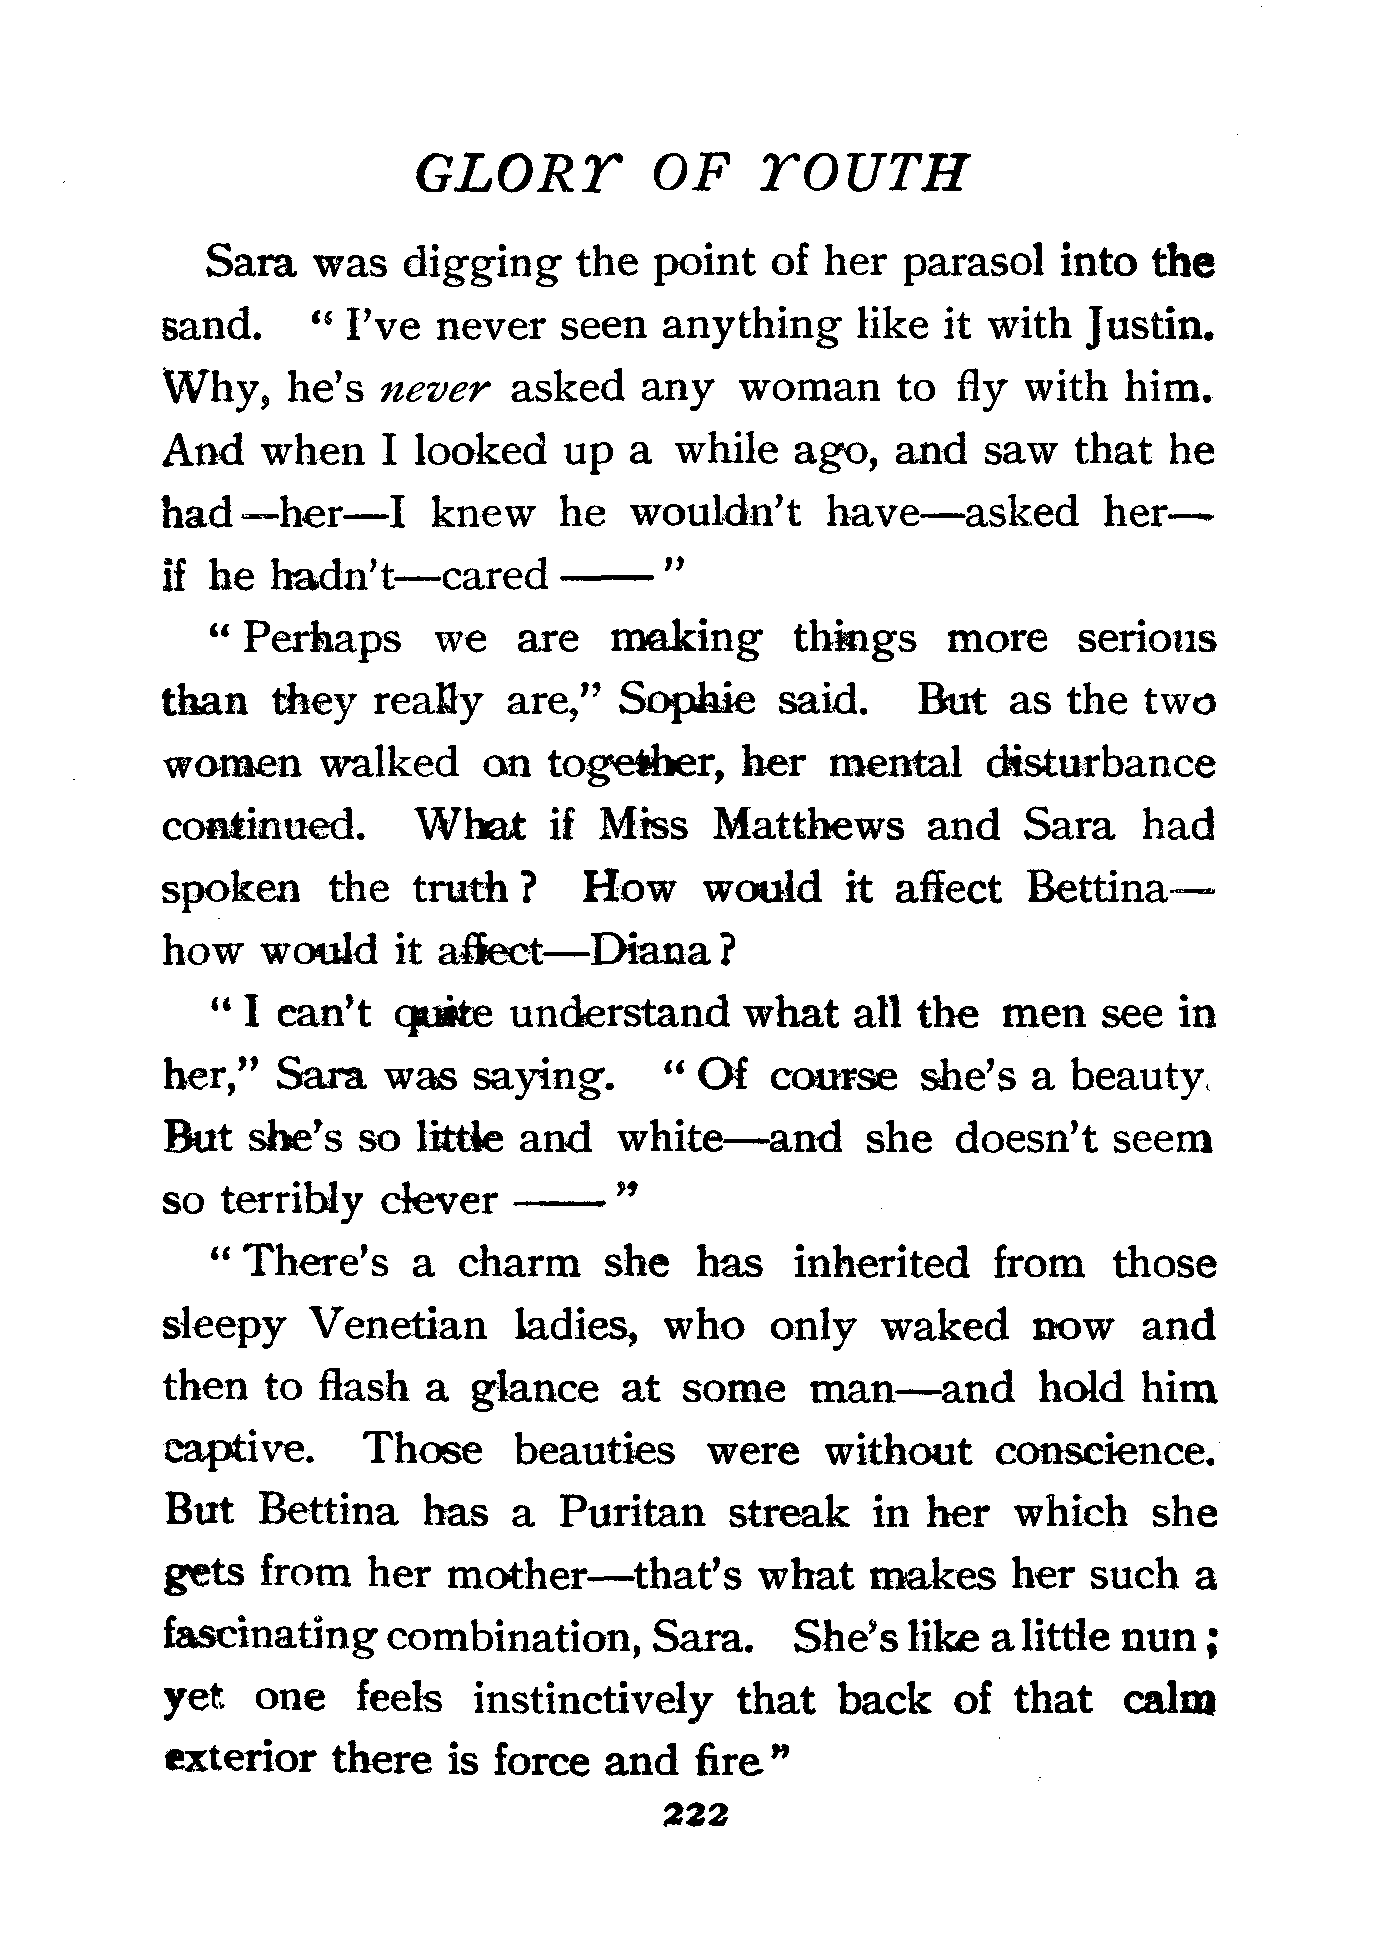 GLORY OF YOUTH
Sara was digging the point of her parasol into the
sand. “ I’ve never seen anything like it with Justin.
Why, he’s never asked any woman to fly with him.
And when I looked up a while ago, and saw that he
had—her—I knew he wouldn’t have—asked her—
if he hadn’t—cared —— ”
“ Perhaps we are making things more serious
than they really are,” Sophie said. But as the two
women walked on together, her mental disturbance
continued. What if Miss Matthews and Sara had
spoken the truth ? How would it affect Bettina—
how would it affect—Diana ?
“ I can’t quite understand what all the men see in
her,” Sara was saying. “ Of course she’s a beauty.
But she’s so little and white—and she doesn’t seem
so terribly clever —— ”
“ There’s a charm she has inherited from those
sleepy Venetian ladies, who only waked now and
then to flash a glance at some man—and hold him
captive. Those beauties were without conscience.
But Bettina has a Puritan streak in her which she
gets from her mother—that’s what makes her such a
fascinating combination, Sara. She’s like a little nun ;
yet one feels instinctively that back of that calm
exterior there is force and fire”
222